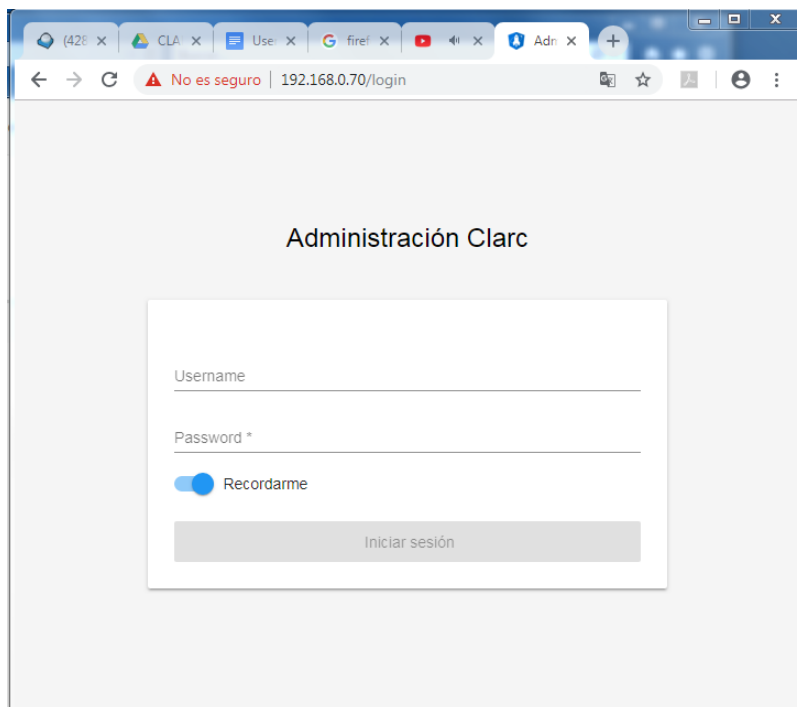 (428 CLA User firef Adn
No es seguro | 192.168.0.70/login
Administración Clarc
Username
Password *
Recordarme
Iniciar sesión